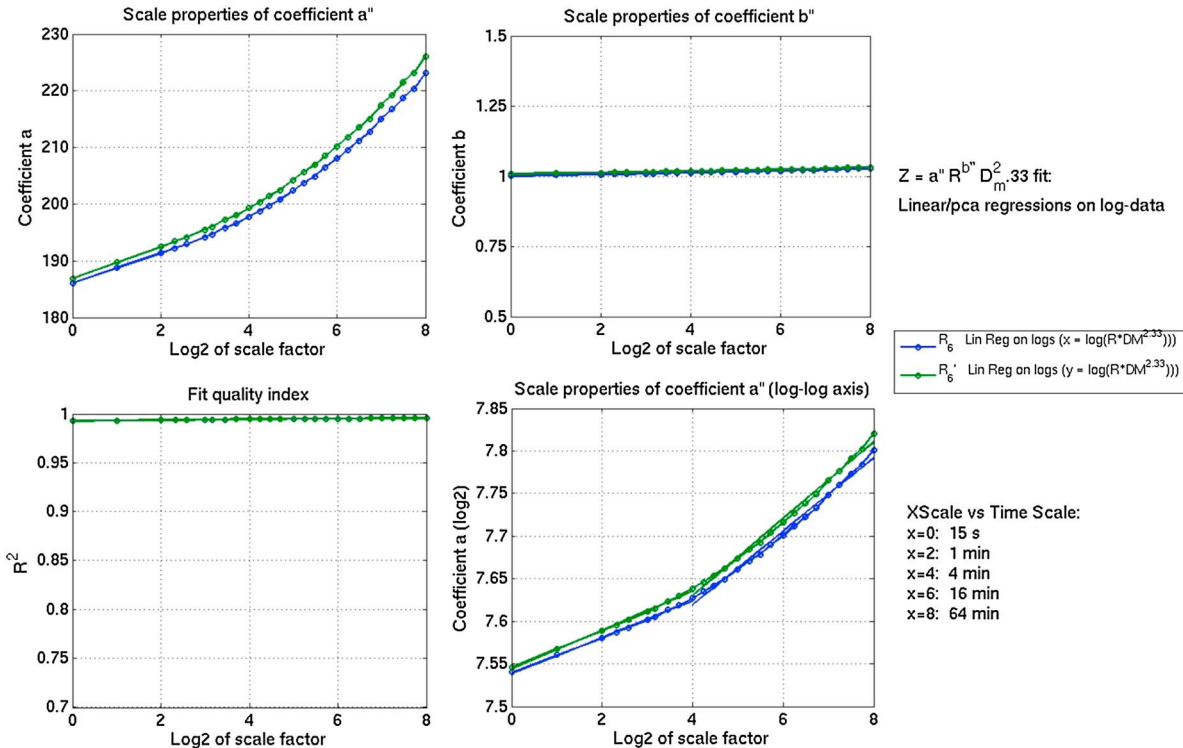 Scale properties of coefficient a"
230
220
210
200
190
180
0
2
4
6
8
Coefficient a
Log2 of scale factor
Scale properties of coefficient b"
1.5
1.25
1
0.75
0.5
0
2
4
6
8
Coefficient b
Log2 of scale factor
Z = a" R^b" D_m^2.33 fit:
Linear/pca regressions on log-data
R_6 Lin Reg on logs (x = log(R*DM^2.33)))
R_6' Lin Reg on logs (y = log(R*DM^2.33)))
Fit quality index
1
0.95
0.9
0.85
0.8
0.75
0.7
0
2
4
6
8
R^2
Log2 of scale factor
Scale properties of coefficient a" (log-log axis)
7.85
7.8
7.75
7.7
7.65
7.6
7.55
7.5
0
2
4
6
8
Coefficient a (log2)
Log2 of scale factor
XScale vs Time Scale:
x=0: 15 s
x=2: 1 min
x=4: 4 min
x=6: 16 min
x=8: 64 min